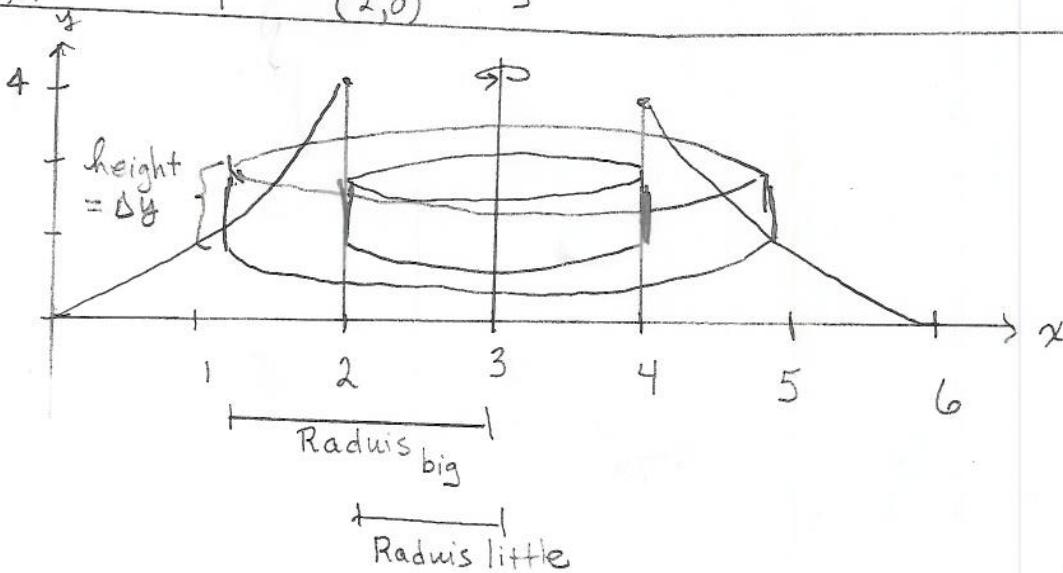 (2,0)
y
4
height
= Δy
x
1 2 3 4 5 6
Raduis big
Raduis little